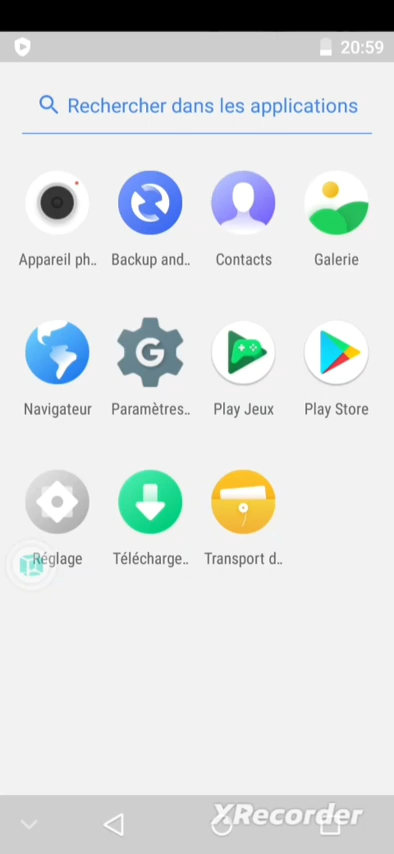 20:59
Rechercher dans les applications
Appareil ph..
Backup and..
Contacts
Galerie
Navigateur
Paramètres..
Play Jeux
Play Store
Réglage
Télécharge..
Transport d..
XRecorder